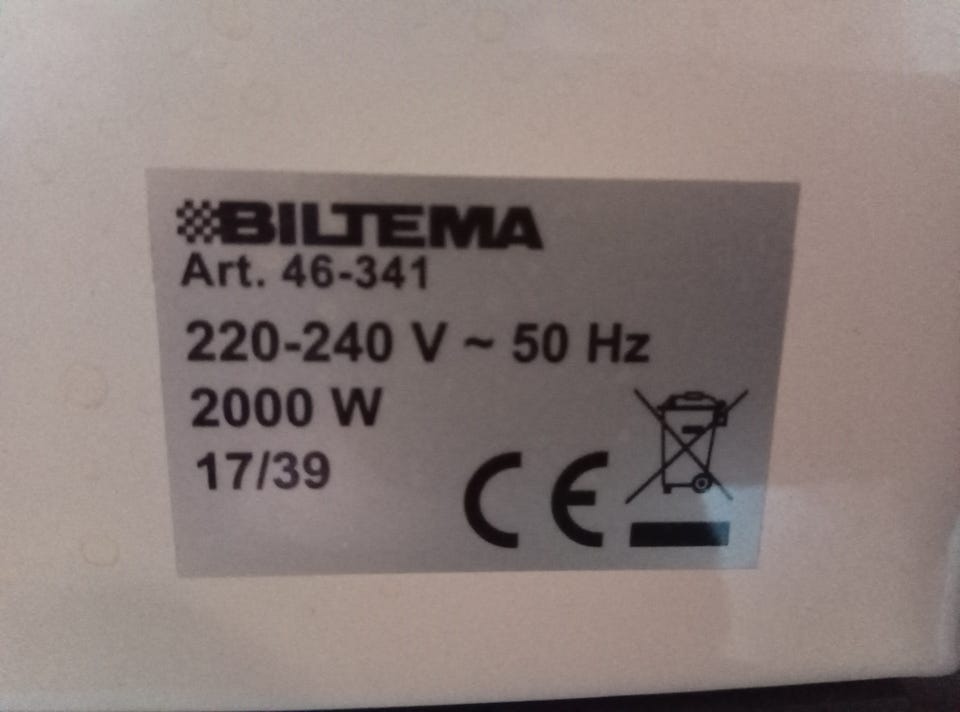 BILTEMA
Art. 46-341
220-240 V ~ 50 Hz
2000 W
17/39
CE